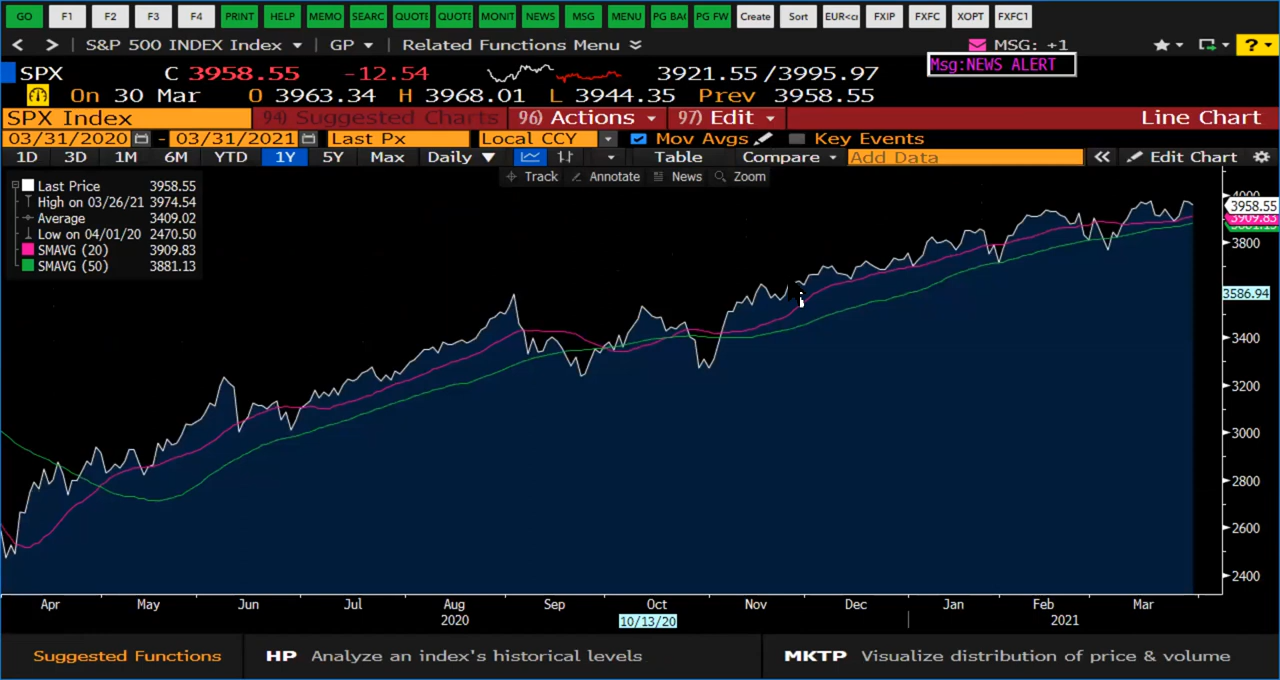 GO F1 F2 F3 F4 PRINT HELP MEMO SEARC QUOTE QUOTE MONIT NEWS MSG MENU PG BAC PG FW Create Sort EUR<cu FXIP FXFC XOPT FXFC1
< > S&P 500 INDEX Index GP Related Functions Menu MSG: +1 ?
Msg:NEWS ALERT
SPX C 3958.55 -12.54 3921.55/3995.97
On 30 Mar O 3963.34 H 3968.01 L 3944.35 Prev 3958.55
SPX Index 94) Suggested Charts 96) Actions 97) Edit Line Chart
03/31/2020 - 03/31/2021 Last Px Local CCY Mov Avgs Key Events
1D 3D 1M 6M YTD 1Y 5Y Max Daily Table Compare Add Data « Edit Chart
Track Annotate News Zoom
Last Price 3958.55
High on 03/26/21 3974.54
Average 3409.02
Low on 04/01/20 2470.50
SMAVG (20) 3909.83
SMAVG (50) 3881.13
4000
3958.55
3909.83
3881.13
3800
3586.94
3400
3200
3000
2800
2600
2400
Apr May Jun Jul Aug Sep Oct Nov Dec Jan Feb Mar
2020 10/13/20 2021
Suggested Functions HP Analyze an index's historical levels MKTP Visualize distribution of price & volume